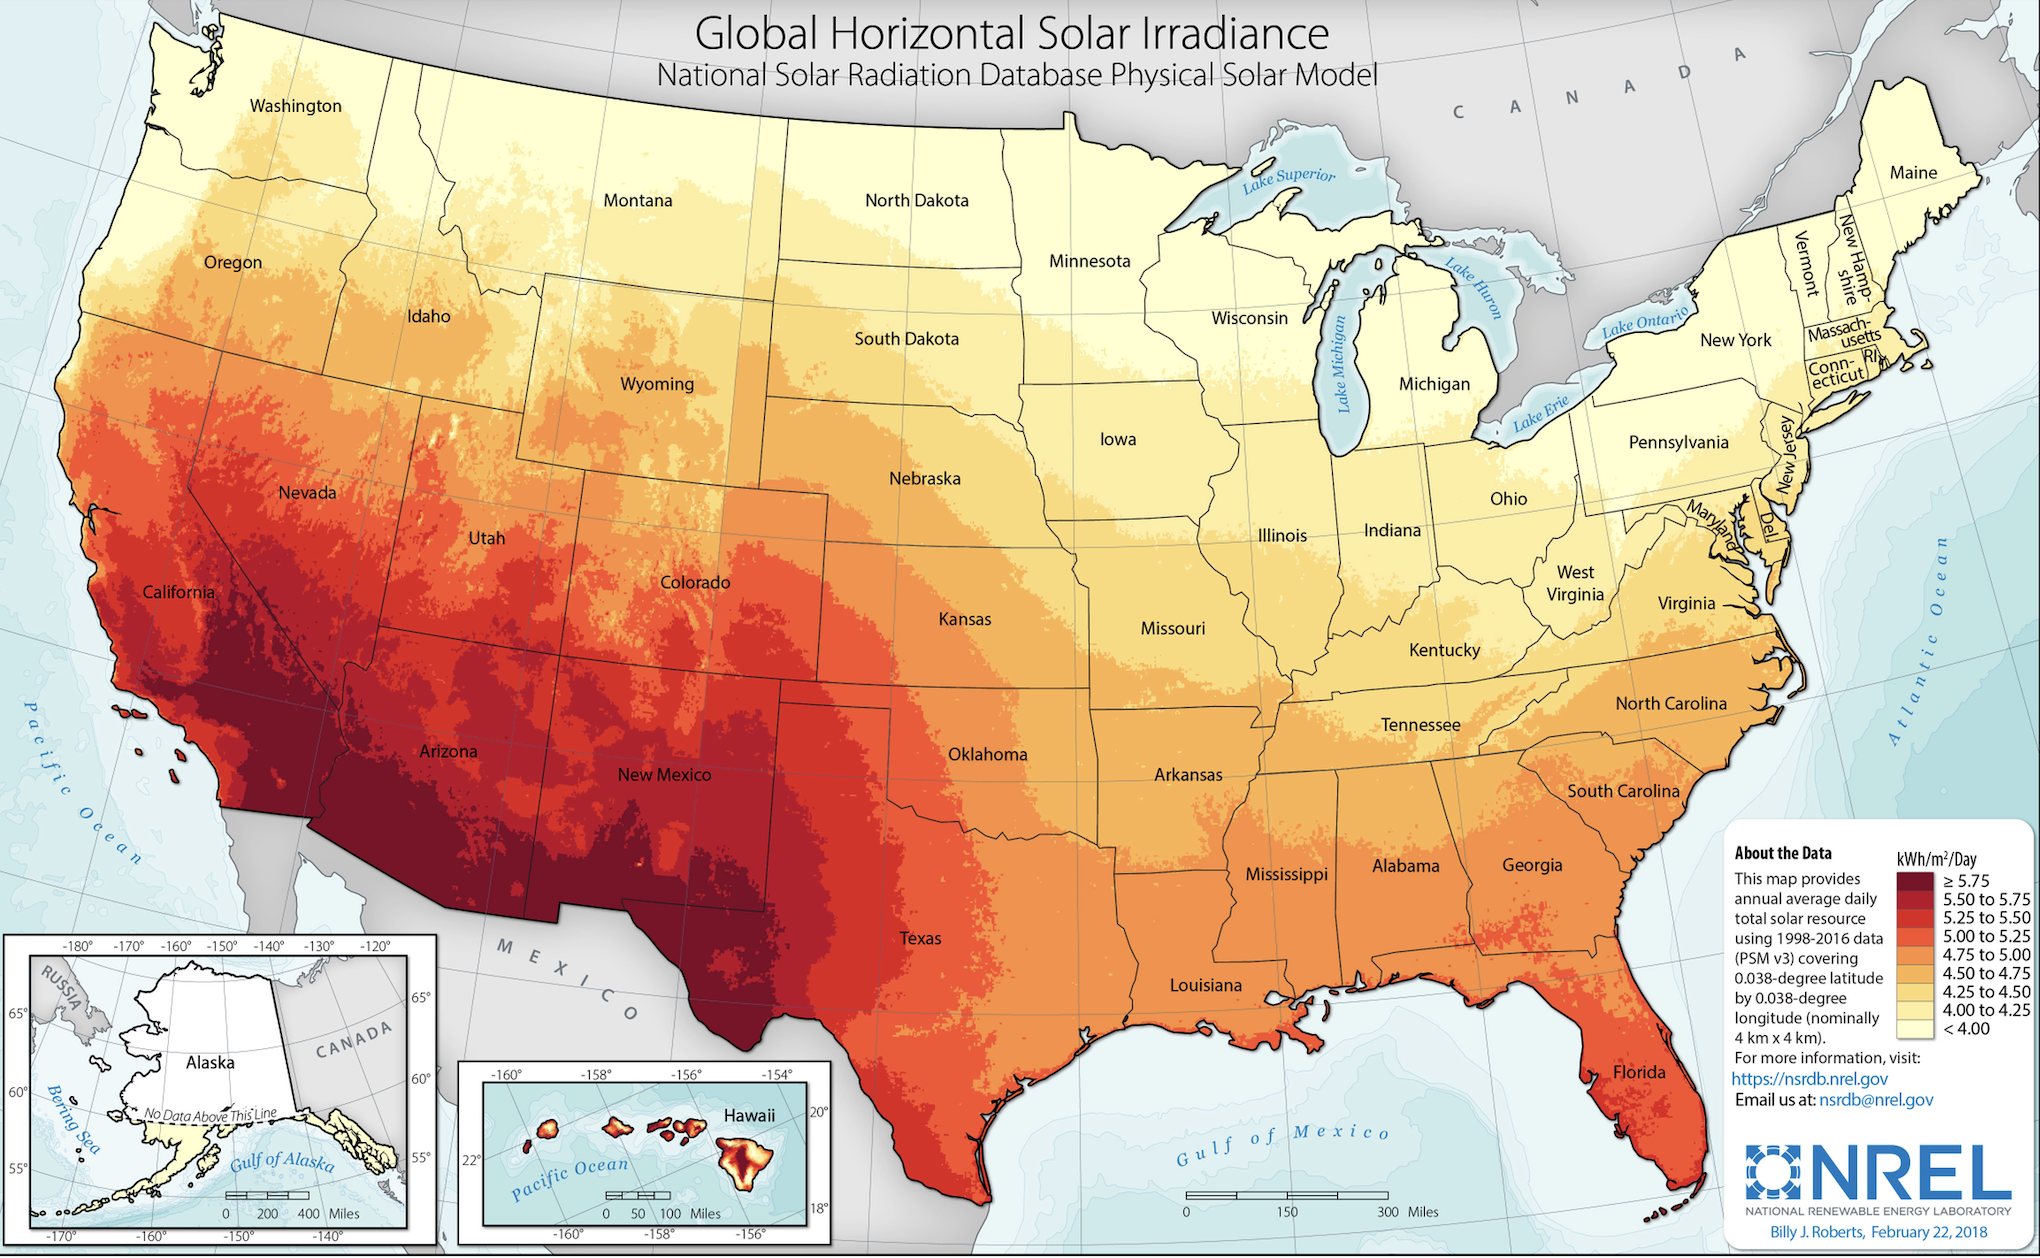 Global Horizontal Solar Irradiance
National Solar Radiation Database Physical Solar Model
C A N A D A
Washington
Montana
North Dakota
Minnesota
Lake Superior
Maine
Vermont
New Hamp-
shire
Oregon
Idaho
Wyoming
South Dakota
Wisconsin
Lake Michigan
Lake Huron
Michigan
Lake Ontario
Lake Erie
New York
Massach-
usetts
Conn-
ecticut
RI
Iowa
Nebraska
Pennsylvania
New Jersey
Nevada
Utah
Colorado
California
Kansas
Missouri
Illinois
Indiana
Ohio
West
Virginia
Maryland
Del
Virginia
Kentucky
Tennessee
North Carolina
Arizona
New Mexico
Oklahoma
Arkansas
South Carolina
Mississippi
Alabama
Georgia
Texas
Louisiana
Florida
Pacific Ocean
Atlantic Ocean
M E X I C O
Gulf of Mexico
0 150 300 Miles
-180° -170° -160° -150° -140° -130° -120°
RUSSIA
CANADA
65°
65°
Alaska
60°
60°
No Data Above This Line
Bering Sea
Gulf of Alaska
55°
55°
0 200 400 Miles
-170° -160° -150° -140°
-160° -158° -156° -154°
Hawaii
20°
22°
Pacific Ocean
0 50 100 Miles
18°
-160° -158° -156°
About the Data
This map provides
annual average daily
total solar resource
using 1998-2016 data
(PSM v3) covering
0.038-degree latitude
by 0.038-degree
longitude (nominally
4 km x 4 km).
For more information, visit:
https://nsrdb.nrel.gov
Email us at: nsrdb@nrel.gov
kWh/m²/Day
≥ 5.75
5.50 to 5.75
5.25 to 5.50
5.00 to 5.25
4.75 to 5.00
4.50 to 4.75
4.25 to 4.50
4.00 to 4.25
< 4.00
NREL
NATIONAL RENEWABLE ENERGY LABORATORY
Billy J. Roberts, February 22, 2018